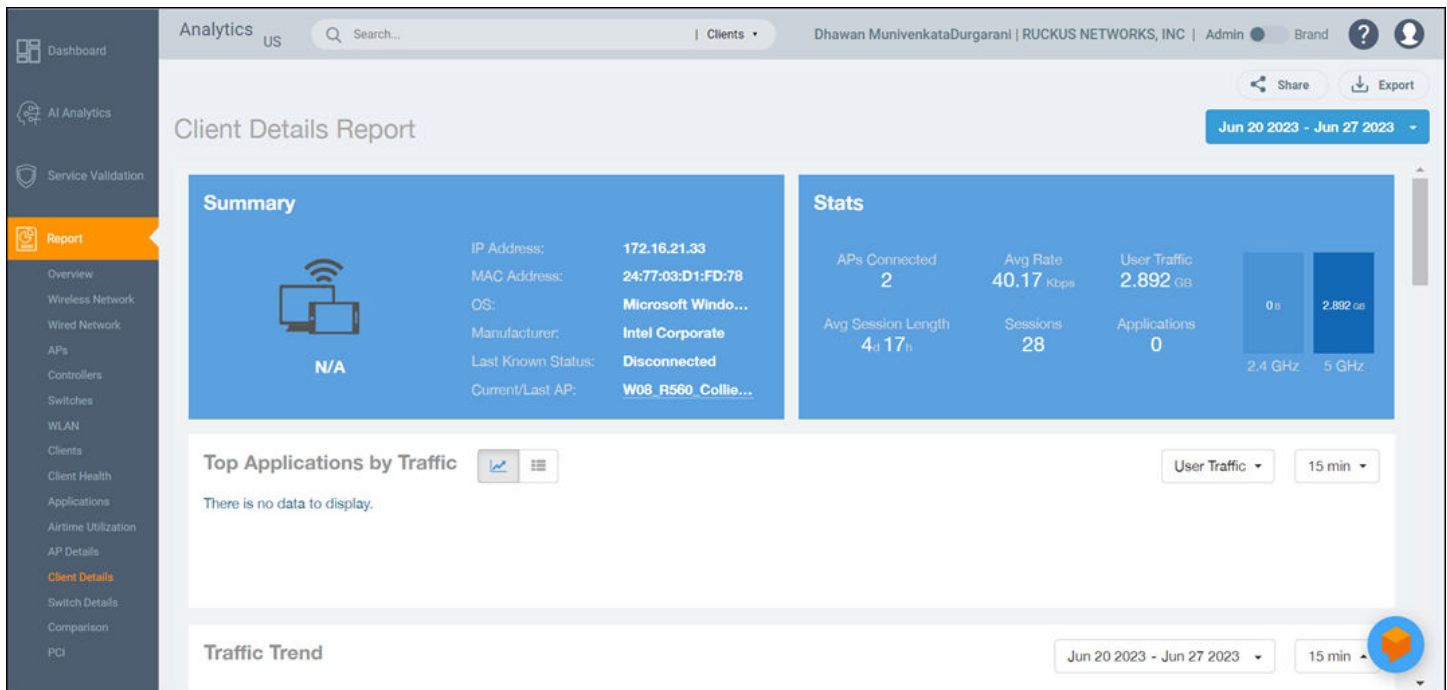 Analytics US
Search...
| Clients
Dhawan MunivenkataDurgarani | RUCKUS NETWORKS, INC | Admin Brand
?
Dashboard
AI Analytics
Service Validation
Report
Overview
Wireless Network
Wired Network
APs
Controllers
Switches
WLAN
Clients
Client Health
Applications
Airtime Utilization
AP Details
Client Details
Switch Details
Comparison
PCI
Share
Export
Client Details Report
Jun 20 2023 - Jun 27 2023
Summary
N/A
IP Address: 172.16.21.33
MAC Address: 24:77:03:D1:FD:78
OS: Microsoft Windo...
Manufacturer: Intel Corporate
Last Known Status: Disconnected
Current/Last AP: W08_R560_Collie...
Stats
APs Connected
2
Avg Rate
40.17 Kbps
User Traffic
2.892 GB
Avg Session Length
4d 17h
Sessions
28
Applications
0
0 B
2.892 GB
2.4 GHz
5 GHz
Top Applications by Traffic
User Traffic
15 min
There is no data to display.
Traffic Trend
Jun 20 2023 - Jun 27 2023
15 min